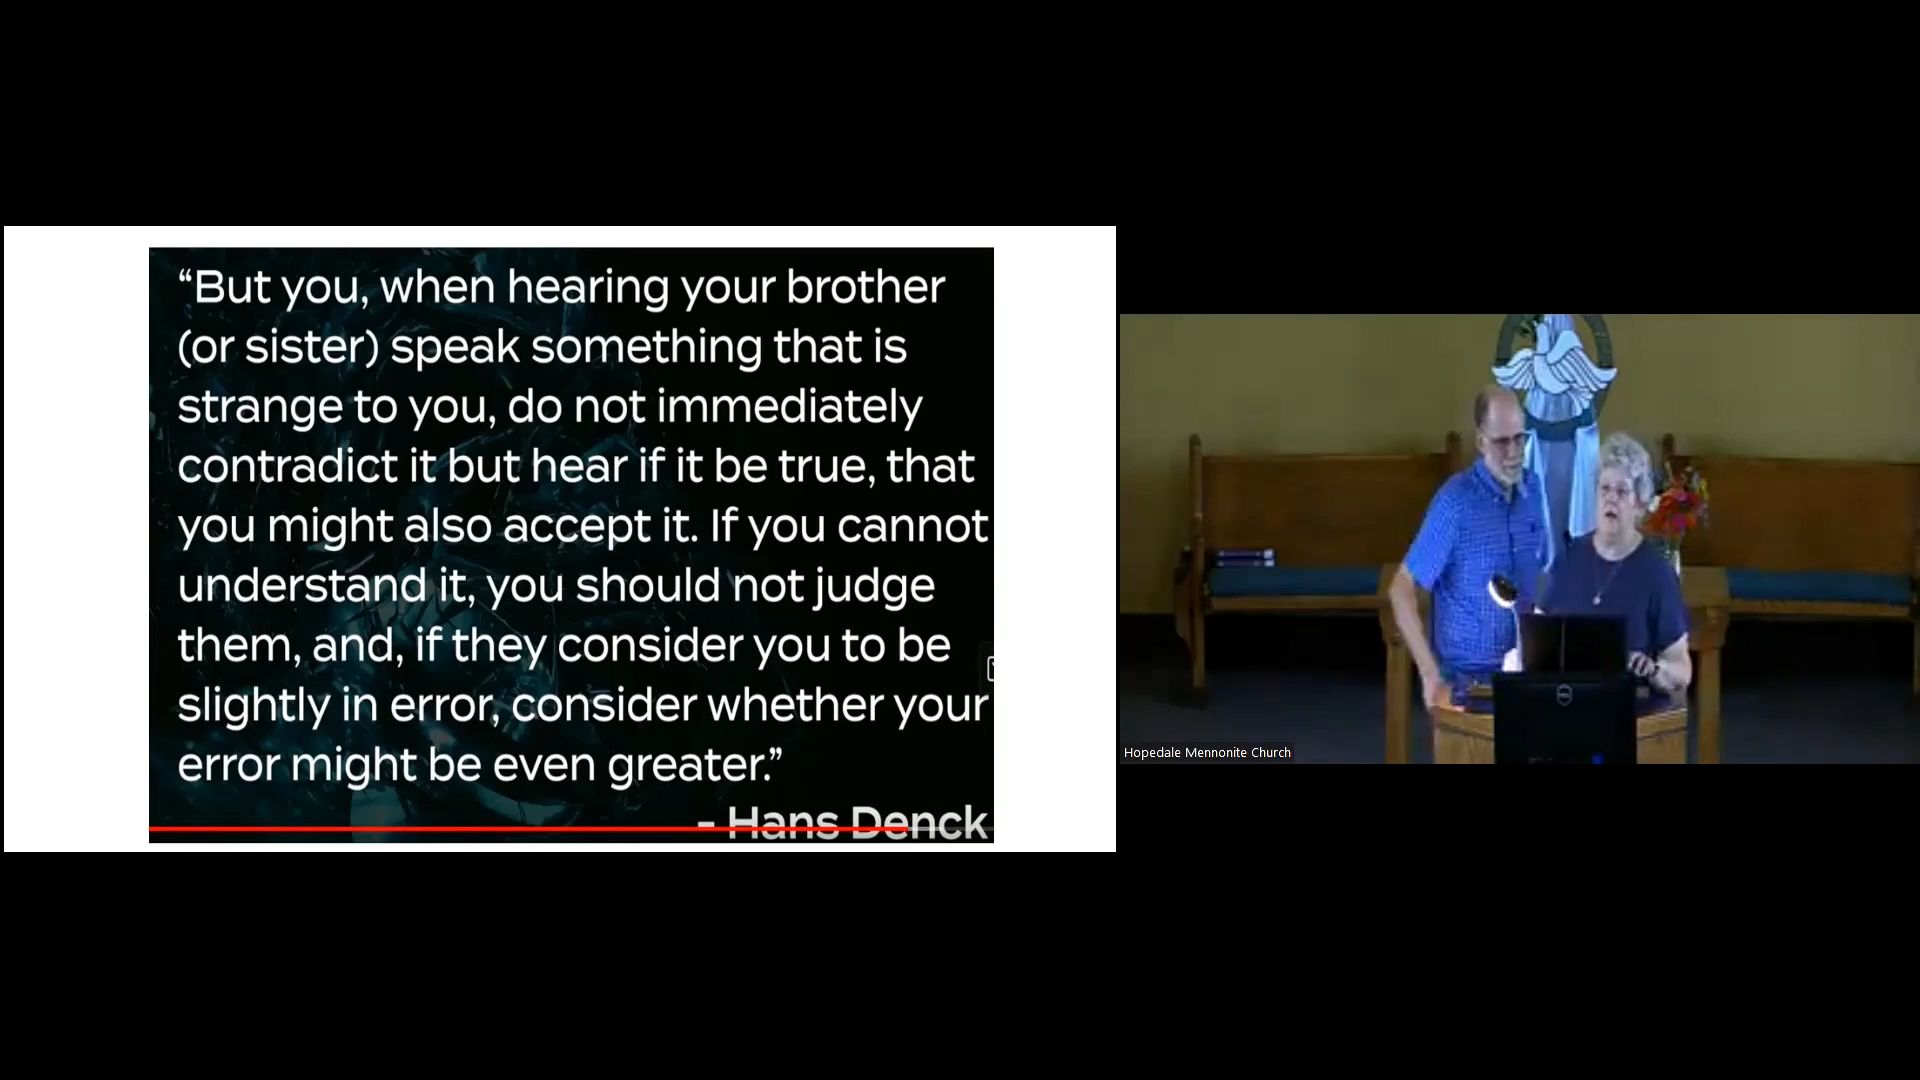 “But you, when hearing your brother
(or sister) speak something that is
strange to you, do not immediately
contradict it but hear if it be true, that
you might also accept it. If you cannot
understand it, you should not judge
them, and, if they consider you to be
slightly in error, consider whether your
error might be even greater.”
- Hans Denck
Hopedale Mennonite Church